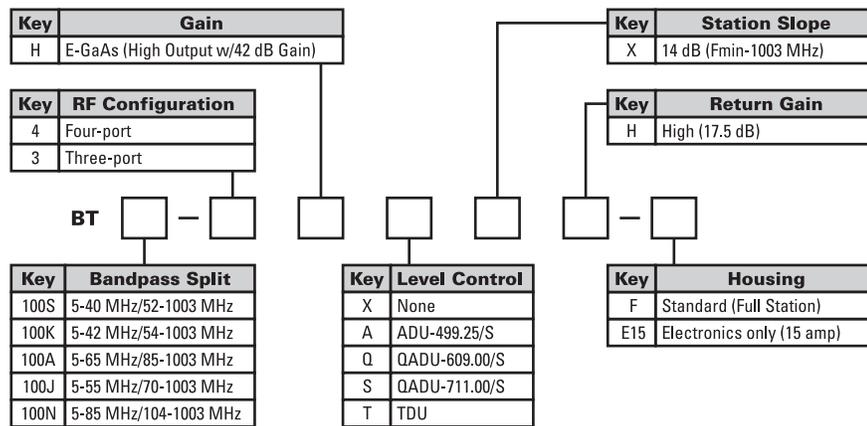 Key Gain
H E-GaAs (High Output w/42 dB Gain)
Key Station Slope
X 14 dB (Fmin-1003 MHz)
Key RF Configuration
4 Four-port
3 Three-port
Key Return Gain
H High (17.5 dB)
BT — —
Key Bandpass Split
100S 5-40 MHz/52-1003 MHz
100K 5-42 MHz/54-1003 MHz
100A 5-65 MHz/85-1003 MHz
100J 5-55 MHz/70-1003 MHz
100N 5-85 MHz/104-1003 MHz
Key Level Control
X None
A ADU-499.25/S
Q QADU-609.00/S
S QADU-711.00/S
T TDU
Key Housing
F Standard (Full Station)
E15 Electronics only (15 amp)